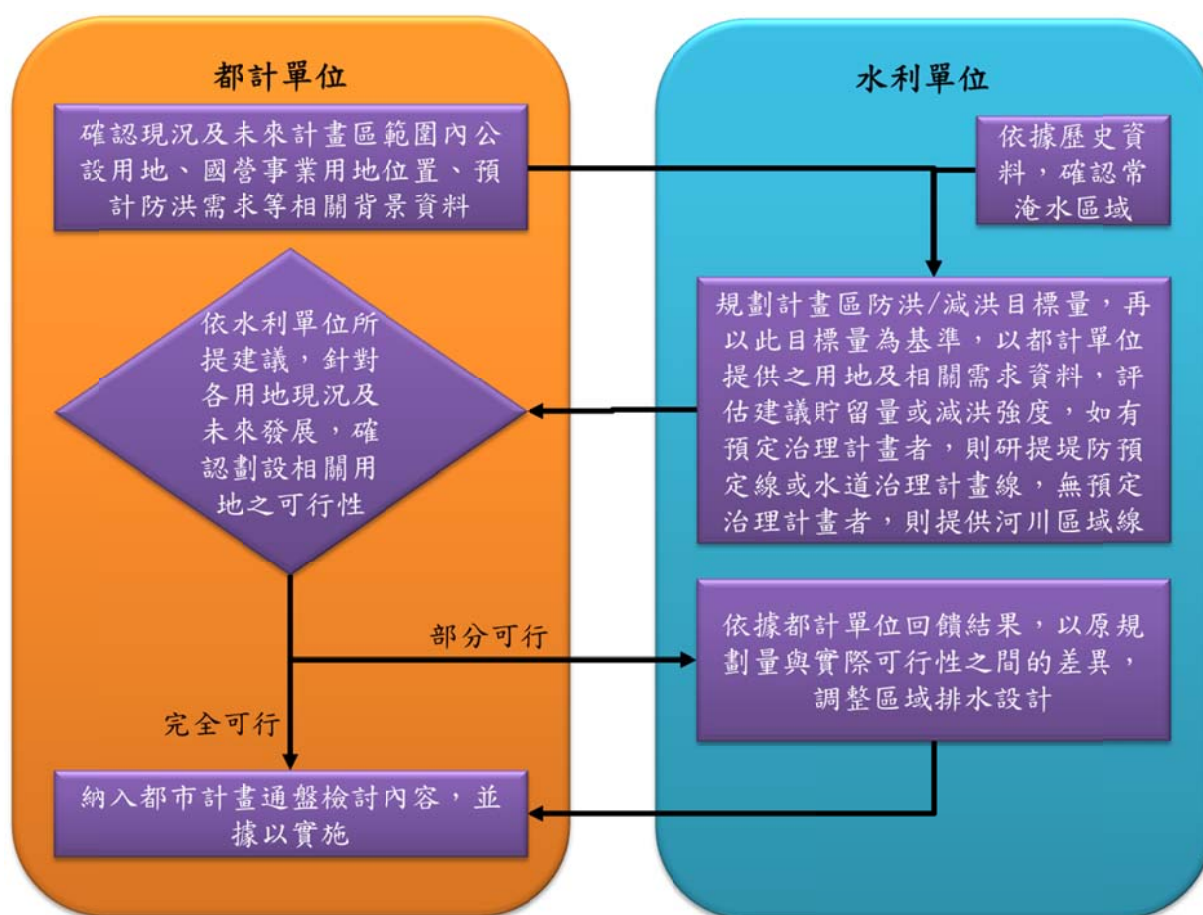 都計單位
確認現況及未來計畫區範圍內公
設用地、國營事業用地位置、預
計防洪需求等相關背景資料
依水利單位所
提建議，針對
各用地現況及
未來發展，確
認劃設相關用
地之可行性
部分可行
完全可行
納入都市計畫通盤檢討內容，並
據以實施
水利單位
依據歷史資
料，確認常
淹水區域
規劃計畫區防洪/減洪目標量，再
以此目標量為基準，以都計單位
提供之用地及相關需求資料，評
估建議貯留量或減洪強度，如有
預定治理計畫者，則研提堤防預
定線或水道治理計畫線，無預定
治理計畫者，則提供河川區域線
依據都計單位回饋結果，以原規
劃量與實際可行性之間的差異，
調整區域排水設計